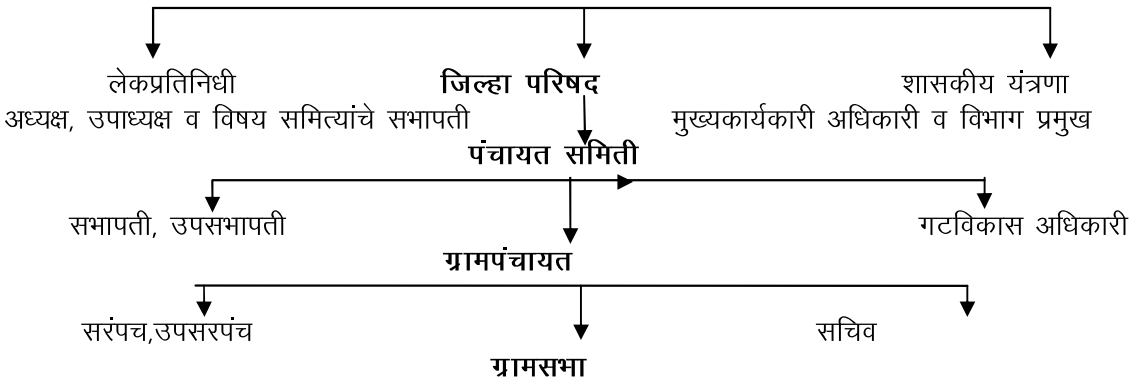 लेकप्रतिनिधी जिल्हा परिषद शासकीय यंत्रणा
अध्यक्ष, उपाध्यक्ष व विषय समित्यांचे सभापती मुख्यकार्यकारी अधिकारी व विभाग प्रमुख
पंचायत समिती
सभापती, उपसभापती गटविकास अधिकारी
ग्रामपंचायत
सरंपच,उपसरपंच सचिव
ग्रामसभा